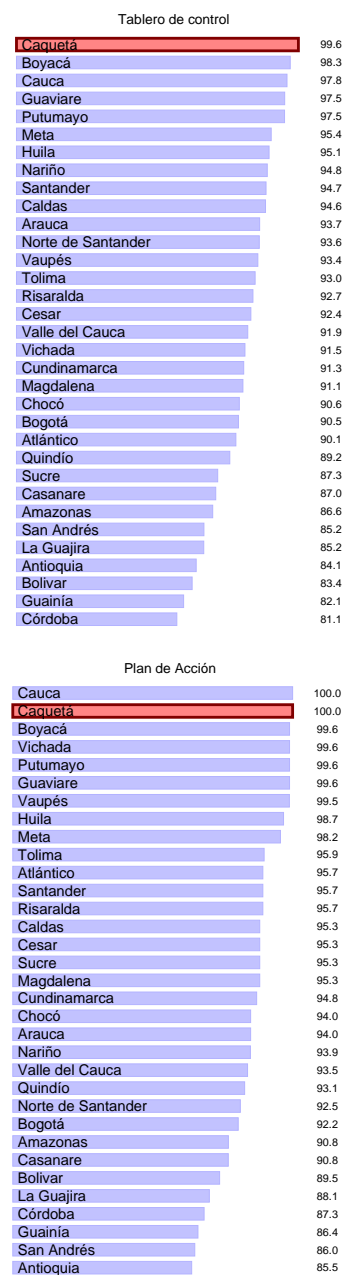 Tablero de control
Caquetá 99.6
Boyacá 98.3
Cauca 97.8
Guaviare 97.5
Putumayo 97.5
Meta 95.4
Huila 95.1
Nariño 94.8
Santander 94.7
Caldas 94.6
Arauca 93.7
Norte de Santander 93.6
Vaupés 93.4
Tolima 93.0
Risaralda 92.7
Cesar 92.4
Valle del Cauca 91.9
Vichada 91.5
Cundinamarca 91.3
Magdalena 91.1
Chocó 90.6
Bogotá 90.5
Atlántico 90.1
Quindío 89.2
Sucre 87.3
Casanare 87.0
Amazonas 86.6
San Andrés 85.2
La Guajira 85.2
Antioquia 84.1
Bolivar 83.4
Guainía 82.1
Córdoba 81.1
Plan de Acción
Cauca 100.0
Caquetá 100.0
Boyacá 99.6
Vichada 99.6
Putumayo 99.6
Guaviare 99.6
Vaupés 99.5
Huila 98.7
Meta 98.2
Tolima 95.9
Atlántico 95.7
Santander 95.7
Risaralda 95.7
Caldas 95.3
Cesar 95.3
Sucre 95.3
Magdalena 95.3
Cundinamarca 94.8
Chocó 94.0
Arauca 94.0
Nariño 93.9
Valle del Cauca 93.5
Quindío 93.1
Norte de Santander 92.5
Bogotá 92.2
Amazonas 90.8
Casanare 90.8
Bolivar 89.5
La Guajira 88.1
Córdoba 87.3
Guainía 86.4
San Andrés 86.0
Antioquia 85.5